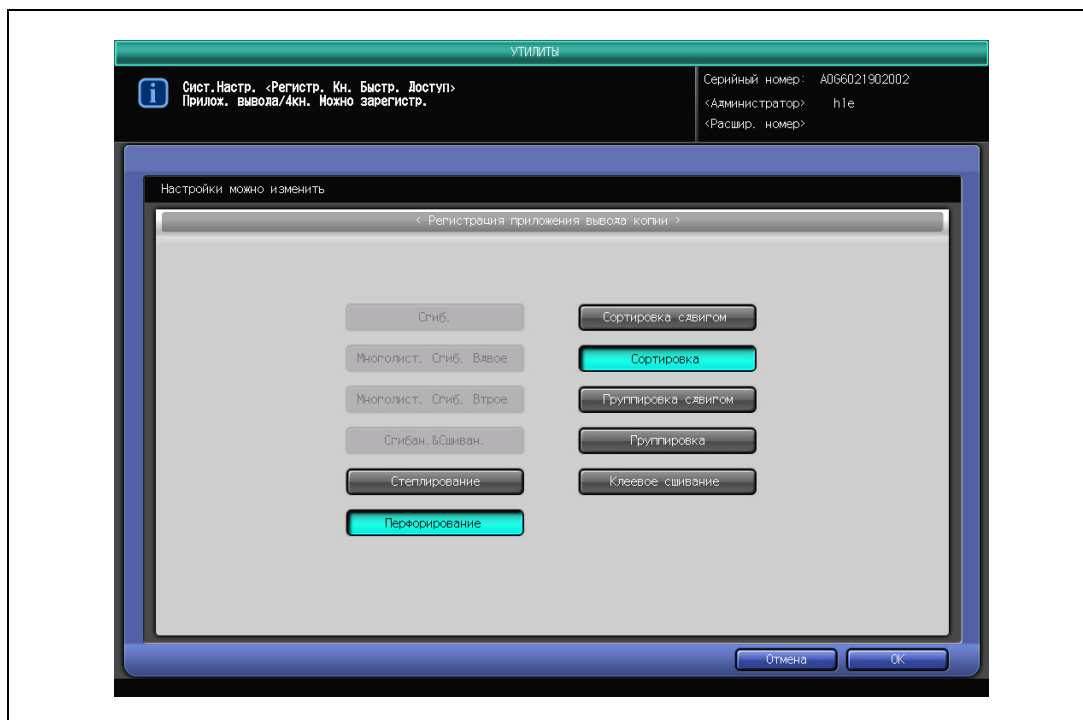 УТИЛИТЫ
Сист.Настр. <Регистр. Кн. Быстр. Доступ>
Прилож. вывода/4кн. Можно зарегистр.
Серийный номер: A0G6021902002
<Администратор> hle
<Расшир. номер>
Настройки можно изменить
< Регистрация приложения вывода копии >
Сгиб. Сортировка сдвигом
Многолист. Сгиб. Вдвое Сортировка
Многолист. Сгиб. Втрое Группировка сдвигом
Сгибан.&Сшиван. Группировка
Степлирование Клеевое сшивание
Перфорирование
Отмена OK